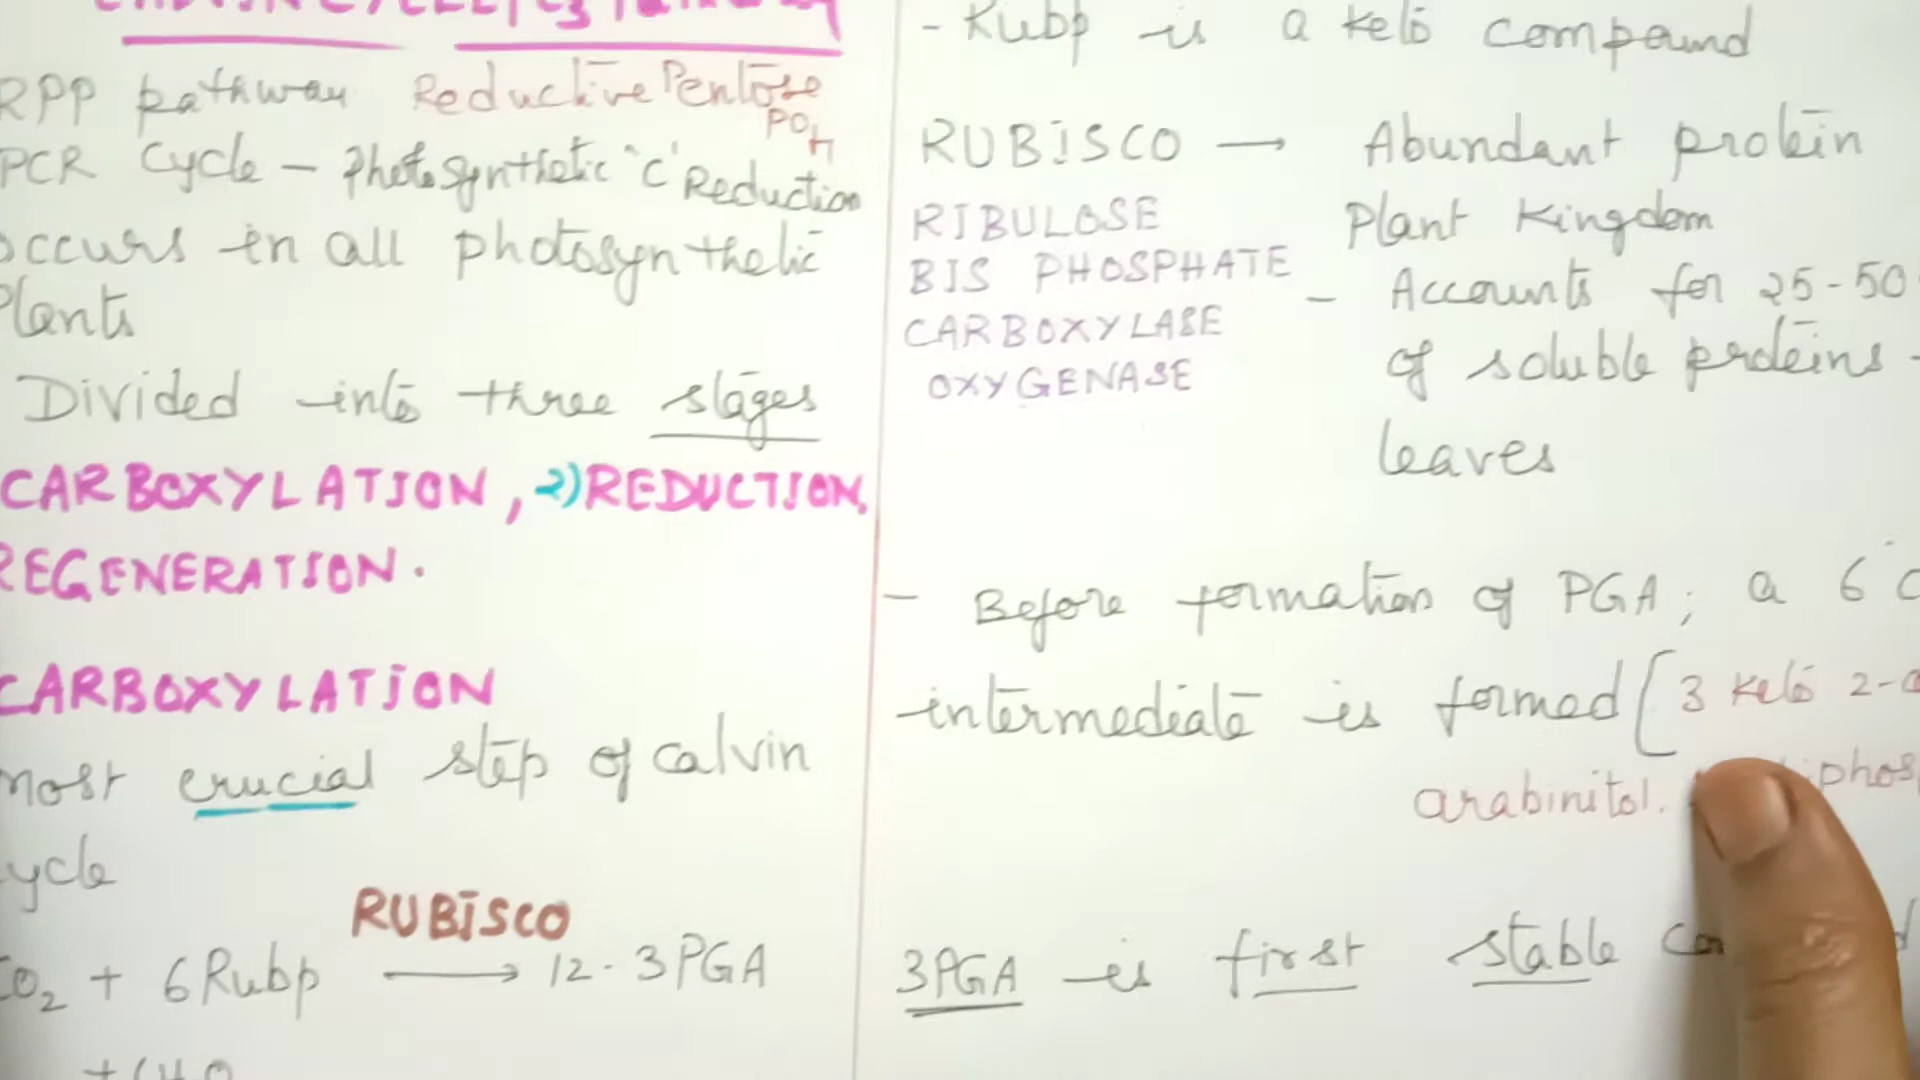 RPP pathway Reductive Pentose
PO4
PCR Cycle - Photosynthetic 'C' Reduction
occurs in all photosynthetic
Plants
Divided into three stages
CARBOXYLATION, 2) REDUCTION,
REGENERATION.
CARBOXYLATION
most crucial step of calvin
cycle
RUBISCO
CO2 + 6Rubp → 12 - 3PGA
- Rubp is a keto compound
RUBISCO → Abundant protein
RIBULOSE Plant Kingdom
BIS PHOSPHATE - Accounts for 25-50
CARBOXYLASE of soluble proteins -
OXYGENASE leaves
- Before formation of PGA; a 6 C
intermediate is formed [3 keto 2-
arabinitol.
3PGA is first stable